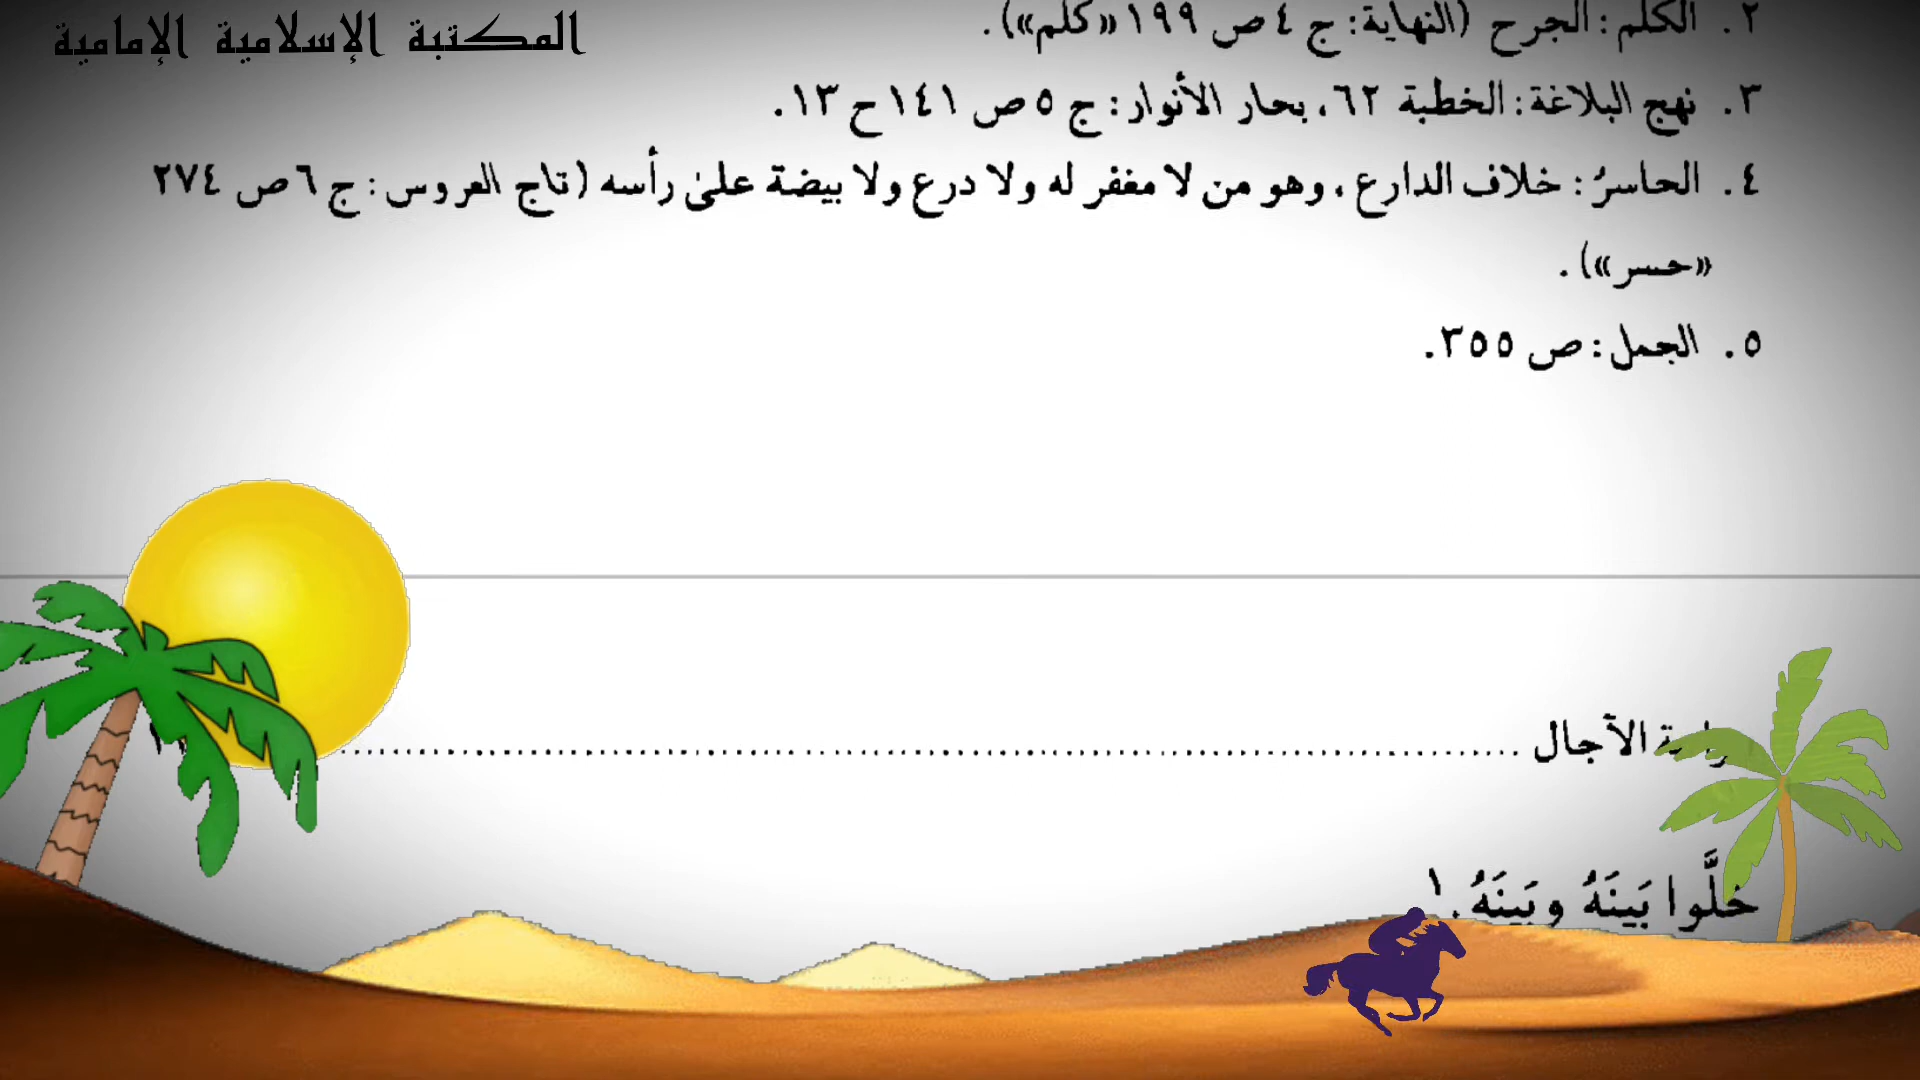 المكتبة الإسلامية الإمامية
٢. الكلم: الجرح (النهاية: ج ٤ ص ١٩٩ «كلم»).
٣. نهج البلاغة: الخطبة ٦٢، بحار الأنوار: ج ٥ ص ١٤١ ح ١٣.
٤. الحاسرُ: خلاف الدارع، وهو من لا مغفر له ولا درع ولا بيضة علىٰ رأسه (تاج العروس: ج ٦ ص ٢٧٤
«حسر»).
٥. الجمل: ص ٣٥٥.
الآجال
خَلَّوا بَينَهُ وبَينَهُ.١